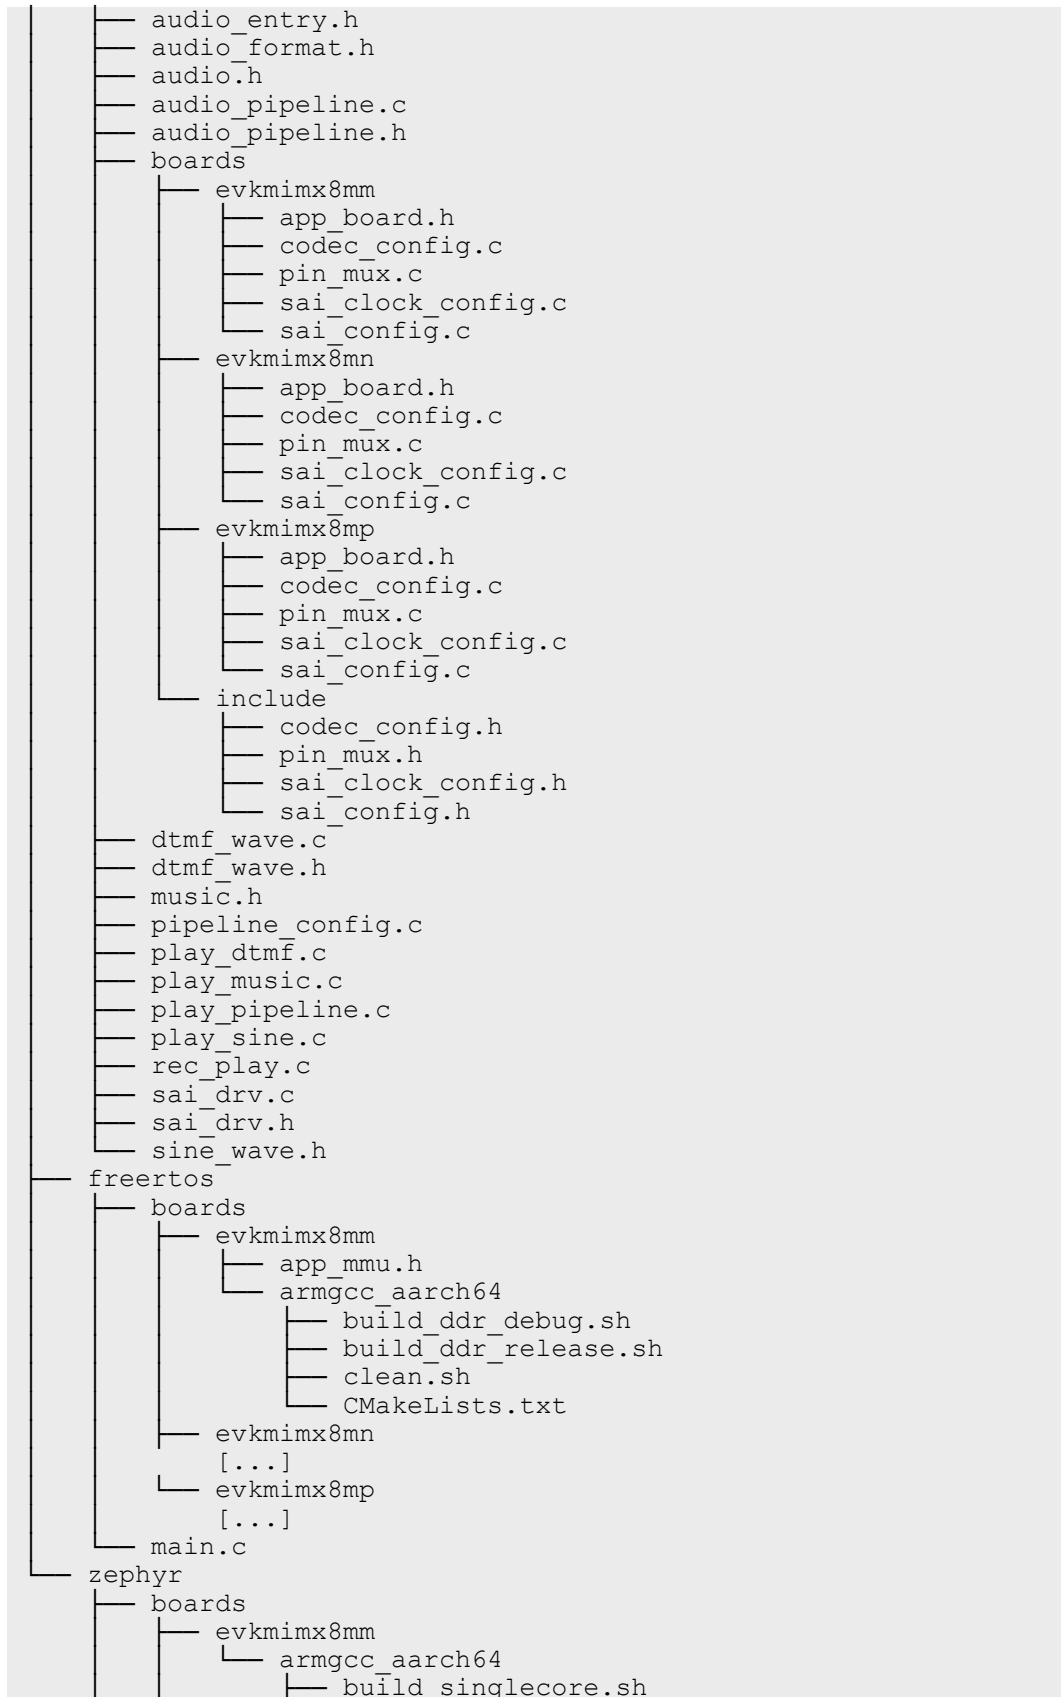 │   ├── audio_entry.h
│   ├── audio_format.h
│   ├── audio.h
│   ├── audio_pipeline.c
│   ├── audio_pipeline.h
│   ├── boards
│   │   ├── evkmimx8mm
│   │   │   ├── app_board.h
│   │   │   ├── codec_config.c
│   │   │   ├── pin_mux.c
│   │   │   ├── sai_clock_config.c
│   │   │   └── sai_config.c
│   │   ├── evkmimx8mn
│   │   │   ├── app_board.h
│   │   │   ├── codec_config.c
│   │   │   ├── pin_mux.c
│   │   │   ├── sai_clock_config.c
│   │   │   └── sai_config.c
│   │   ├── evkmimx8mp
│   │   │   ├── app_board.h
│   │   │   ├── codec_config.c
│   │   │   ├── pin_mux.c
│   │   │   ├── sai_clock_config.c
│   │   │   └── sai_config.c
│   │   └── include
│   │       ├── codec_config.h
│   │       ├── pin_mux.h
│   │       ├── sai_clock_config.h
│   │       └── sai_config.h
│   ├── dtmf_wave.c
│   ├── dtmf_wave.h
│   ├── music.h
│   ├── pipeline_config.c
│   ├── play_dtmf.c
│   ├── play_music.c
│   ├── play_pipeline.c
│   ├── play_sine.c
│   ├── rec_play.c
│   ├── sai_drv.c
│   ├── sai_drv.h
│   └── sine_wave.h
├── freertos
│   ├── boards
│   │   ├── evkmimx8mm
│   │   │   ├── app_mmu.h
│   │   │   └── armgcc_aarch64
│   │   │       ├── build_ddr_debug.sh
│   │   │       ├── build_ddr_release.sh
│   │   │       ├── clean.sh
│   │   │       └── CMakeLists.txt
│   │   ├── evkmimx8mn
│   │       [...]
│   │   └── evkmimx8mp
│   │       [...]
│   └── main.c
└── zephyr
    ├── boards
    │   ├── evkmimx8mm
    │   │   └── armgcc_aarch64
    │   │       ├── build_singlecore.sh